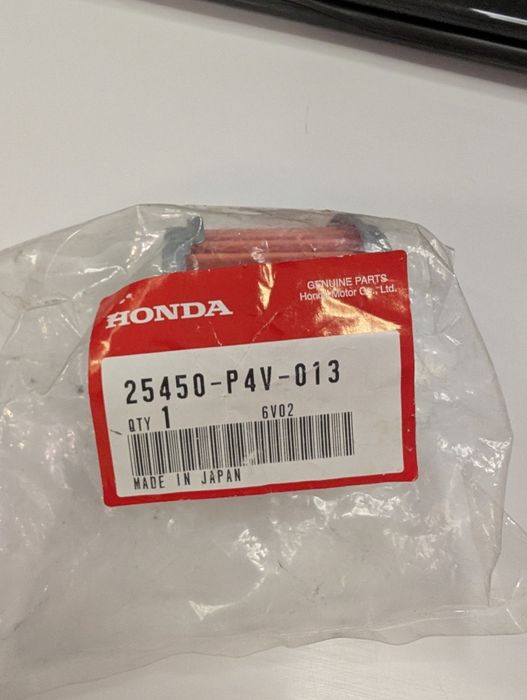 HONDA
GENUINE PARTS
Honda Motor Co., Ltd.
25450-P4V-013
QTY 1
6V02
MADE IN JAPAN